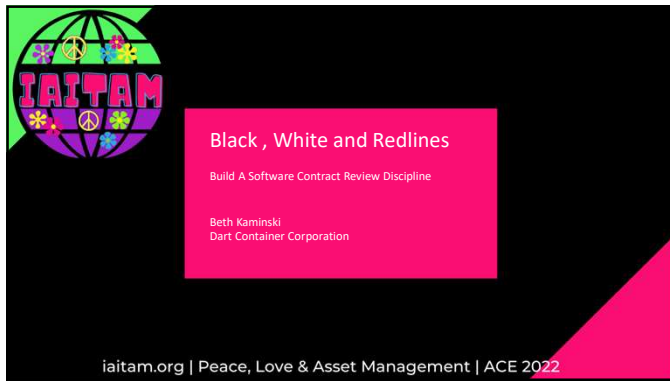 IAITAM
Black , White and Redlines
Build A Software Contract Review Discipline
Beth Kaminski
Dart Container Corporation
iaitam.org | Peace, Love & Asset Management | ACE 2022